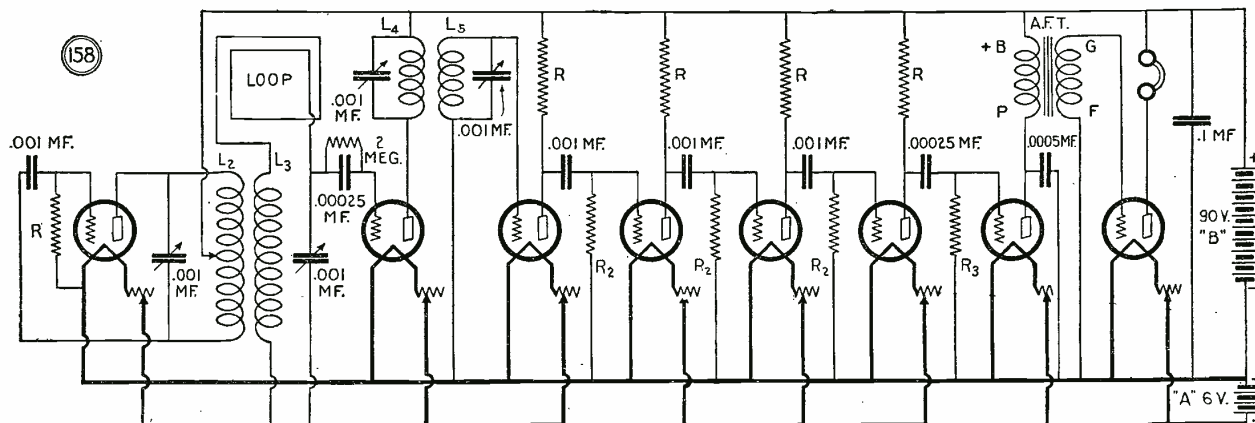 158
LOOP
L4
L5
A.F.T.
+B
G
P
F
R
R
R
R
.001
MF.
.001 MF.
2
MEG.
.00025
MF.
.001 MF.
L2
L3
R'
.001
MF.
.001
MF.
.001 MF.
.001 MF.
.001 MF.
.00025 MF.
.0005 MF.
.1 MF
R2
R2
R2
R3
+
90 V.
"B"
"A" 6 V.